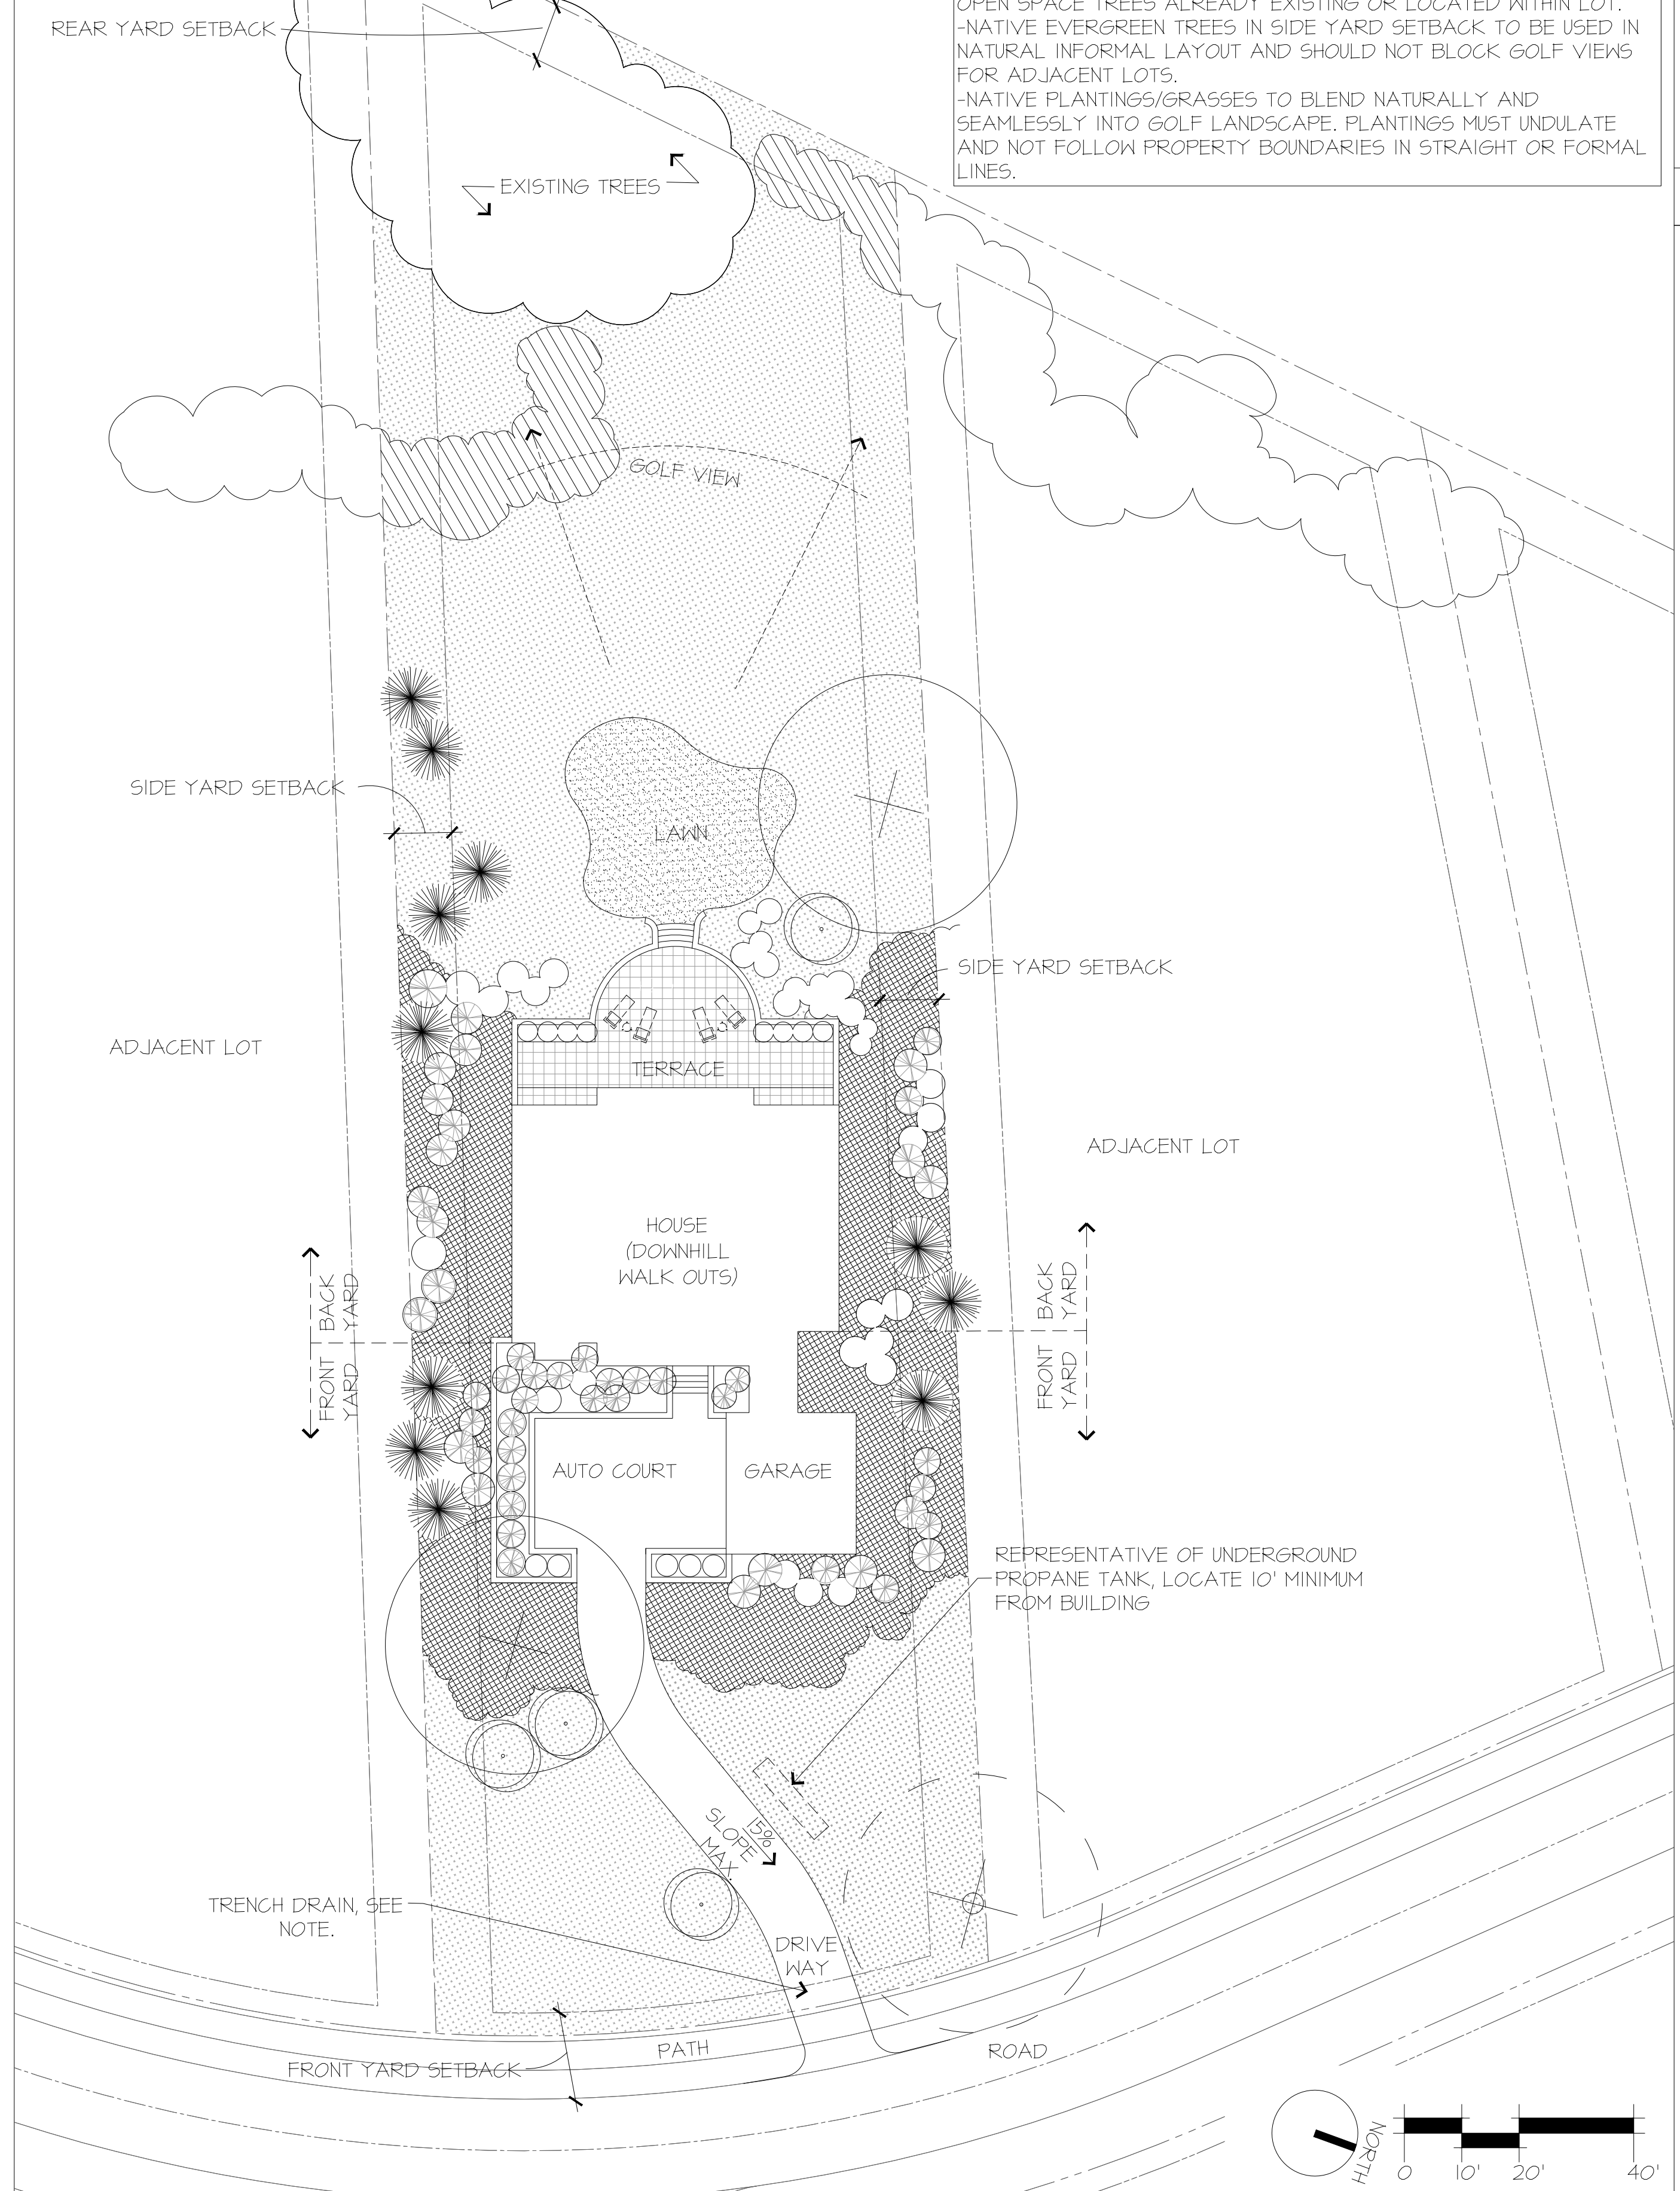 OPEN SPACE TREES ALREADY EXISTING OR LOCATED WITHIN LOT.
-NATIVE EVERGREEN TREES IN SIDE YARD SETBACK TO BE USED IN
NATURAL INFORMAL LAYOUT AND SHOULD NOT BLOCK GOLF VIEWS
FOR ADJACENT LOTS.
-NATIVE PLANTINGS/GRASSES TO BLEND NATURALLY AND
SEAMLESSLY INTO GOLF LANDSCAPE. PLANTINGS MUST UNDULATE
AND NOT FOLLOW PROPERTY BOUNDARIES IN STRAIGHT OR FORMAL
LINES.
REAR YARD SETBACK
EXISTING TREES
GOLF VIEW
SIDE YARD SETBACK
LAWN
SIDE YARD SETBACK
ADJACENT LOT
TERRACE
ADJACENT LOT
HOUSE
(DOWNHILL
WALK OUTS)
BACK
YARD
FRONT
YARD
BACK
YARD
FRONT
YARD
AUTO COURT
GARAGE
REPRESENTATIVE OF UNDERGROUND
PROPANE TANK, LOCATE 10' MINIMUM
FROM BUILDING
15%
SLOPE
MAX.
TRENCH DRAIN, SEE
NOTE.
DRIVE
WAY
PATH
ROAD
FRONT YARD SETBACK
NORTH
0 10' 20' 40'